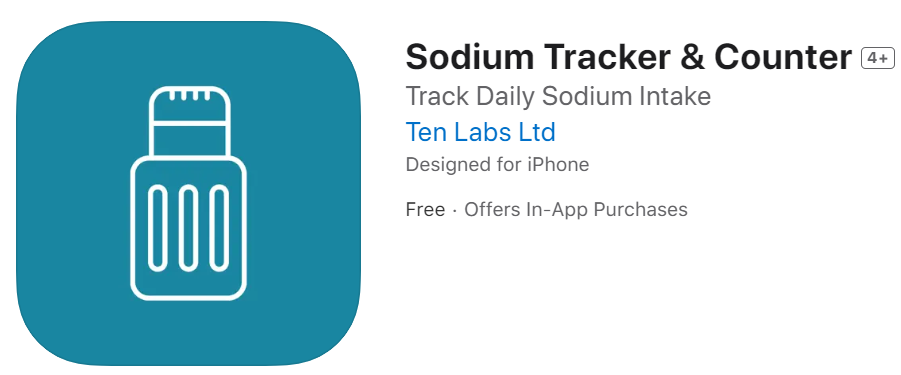 Sodium Tracker & Counter 4+
Track Daily Sodium Intake
Ten Labs Ltd
Designed for iPhone
Free · Offers In-App Purchases